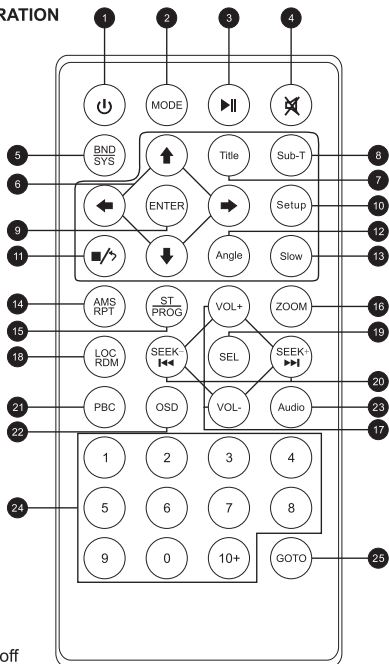 RATION
1 2 3 4
MODE
5 BND SYS Title Sub-T 8
6 7
9 ENTER Setup 10
12
11 Angle Slow 13
14 AMS RPT ST PROG VOL+ ZOOM 16
15 19
18 LOC RDM SEEK- SEL SEEK+
20
21 PBC OSD VOL- Audio 23
22 17
1 2 3 4
24 5 6 7 8
9 0 10+ GOTO 25
off